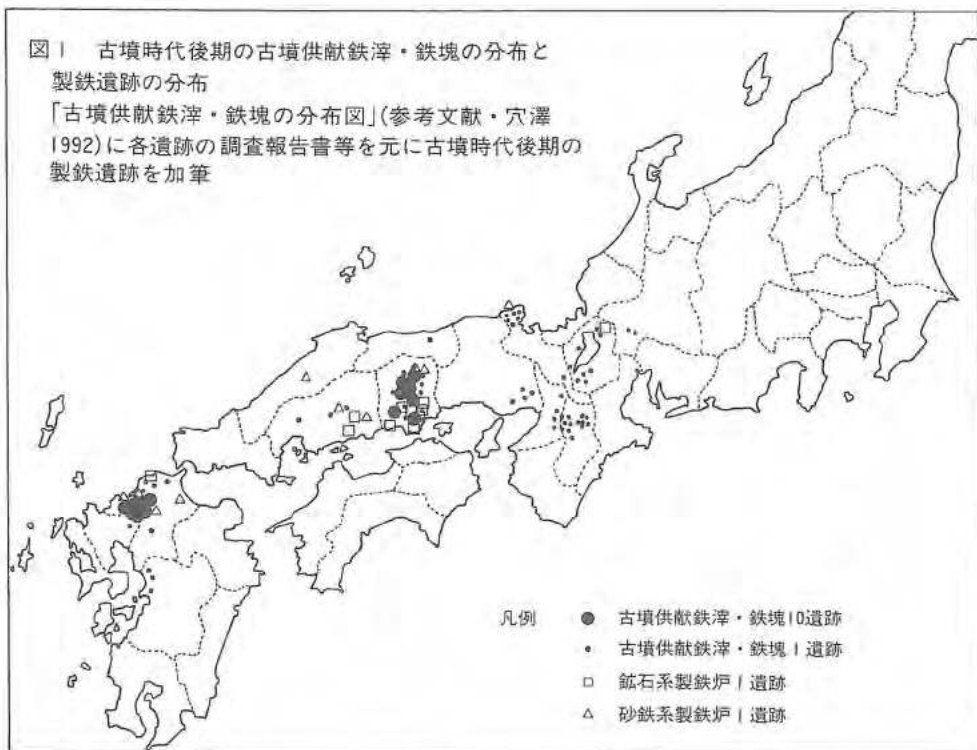 図1 古墳時代後期の古墳供献鉄滓・鉄塊の分布と
製鉄遺跡の分布
「古墳供献鉄滓・鉄塊の分布図」(参考文献・穴澤
1992)に各遺跡の調査報告書等を元に古墳時代後期の
製鉄遺跡を加筆
凡例
● 古墳供献鉄滓・鉄塊10遺跡
・ 古墳供献鉄滓・鉄塊1遺跡
□ 鉱石系製鉄炉1遺跡
△ 砂鉄系製鉄炉1遺跡